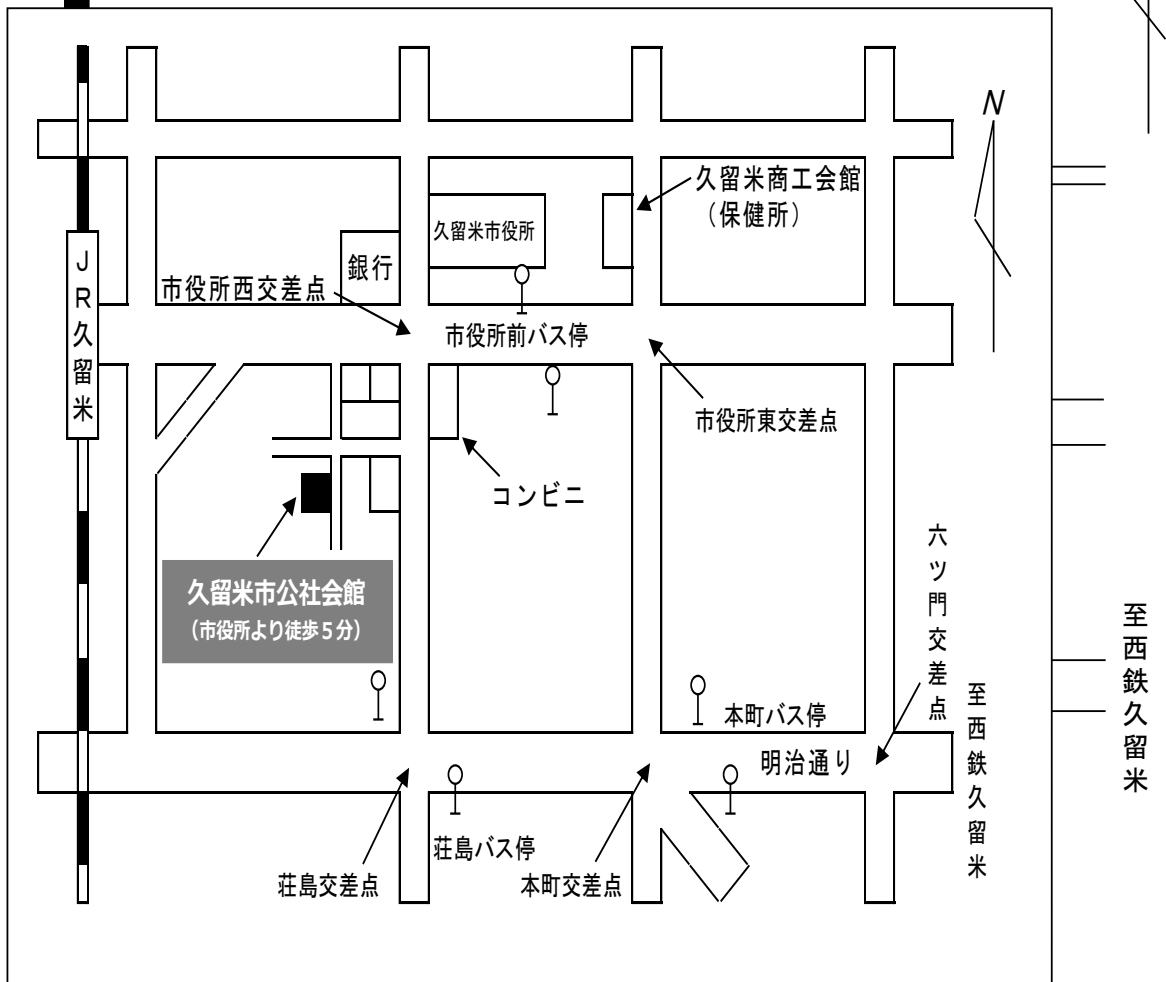 N
久留米商工会館
（保健所）
久留米市役所
銀行
JR久留米
市役所西交差点
市役所前バス停
市役所東交差点
コンビニ
久留米市公社会館
（市役所より徒歩５分）
六ツ門交差点
至西鉄久留米
至西鉄久留米
本町バス停
明治通り
荘島バス停
荘島交差点
本町交差点